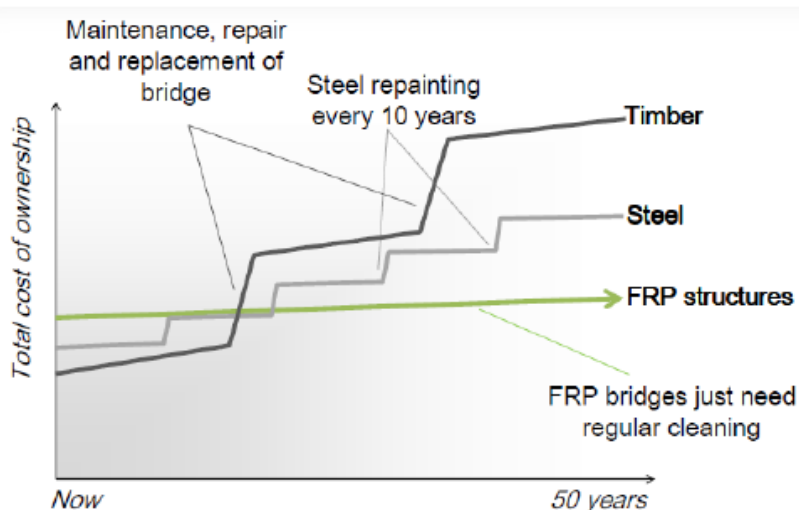 Maintenance, repair
and replacement of
bridge
Steel repainting
every 10 years
Timber
Steel
FRP structures
FRP bridges just need
regular cleaning
Total cost of ownership
Now
50 years